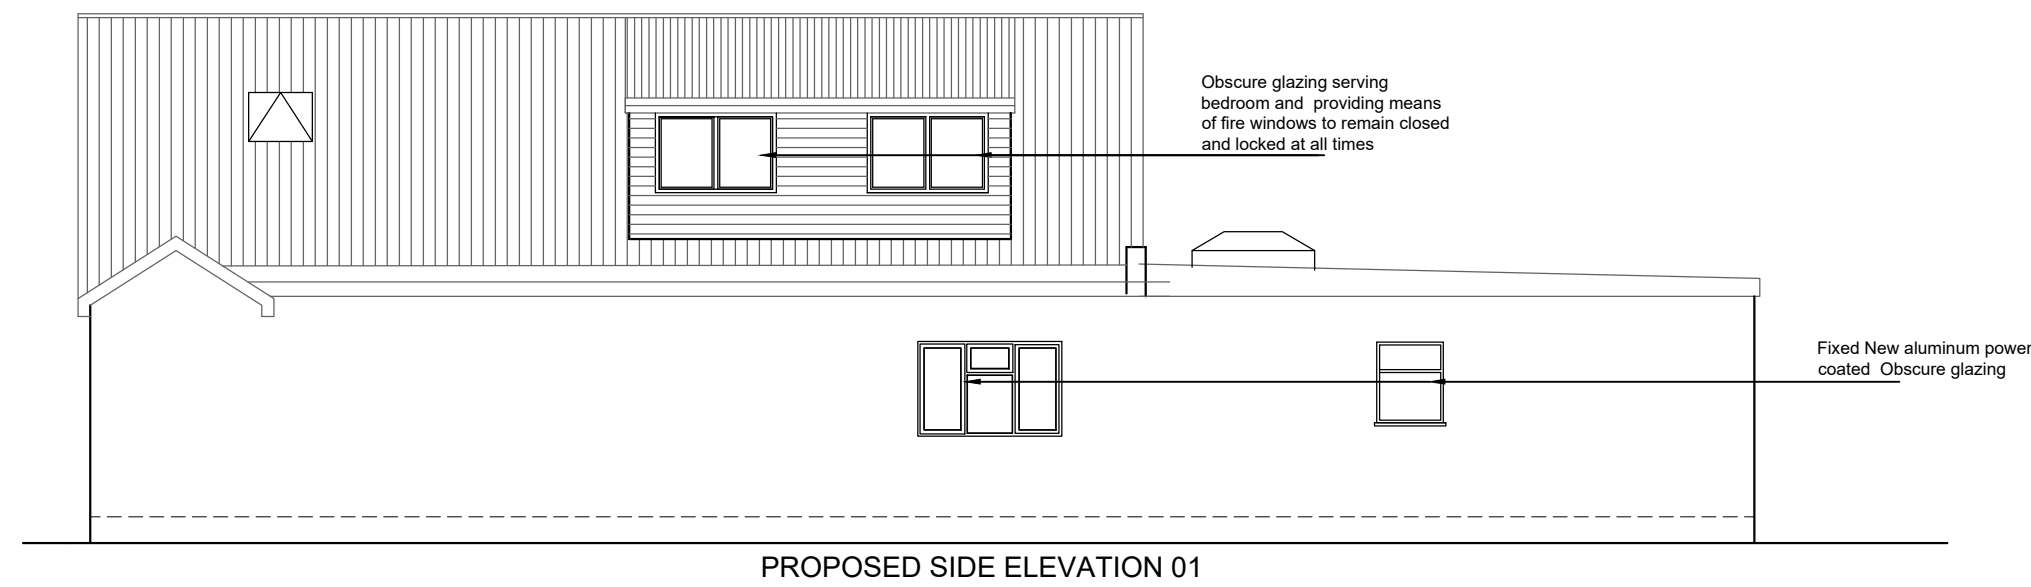 Obscure glazing serving
bedroom and providing means
of fire windows to remain closed
and locked at all times
Fixed New aluminum power
coated Obscure glazing
PROPOSED SIDE ELEVATION 01